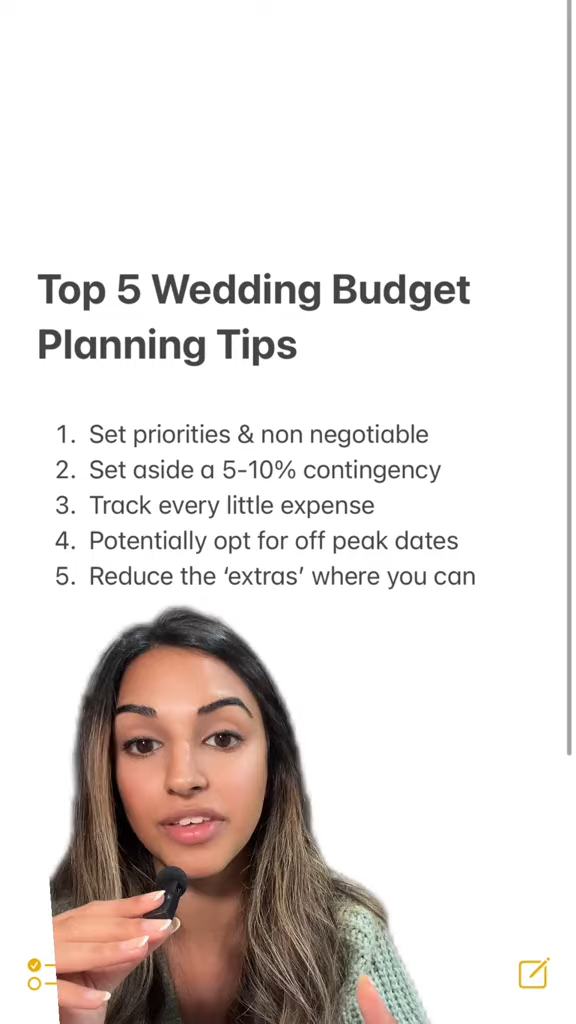 Top 5 Wedding Budget
Planning Tips
1. Set priorities & non negotiable
2. Set aside a 5-10% contingency
3. Track every little expense
4. Potentially opt for off peak dates
5. Reduce the ‘extras’ where you can